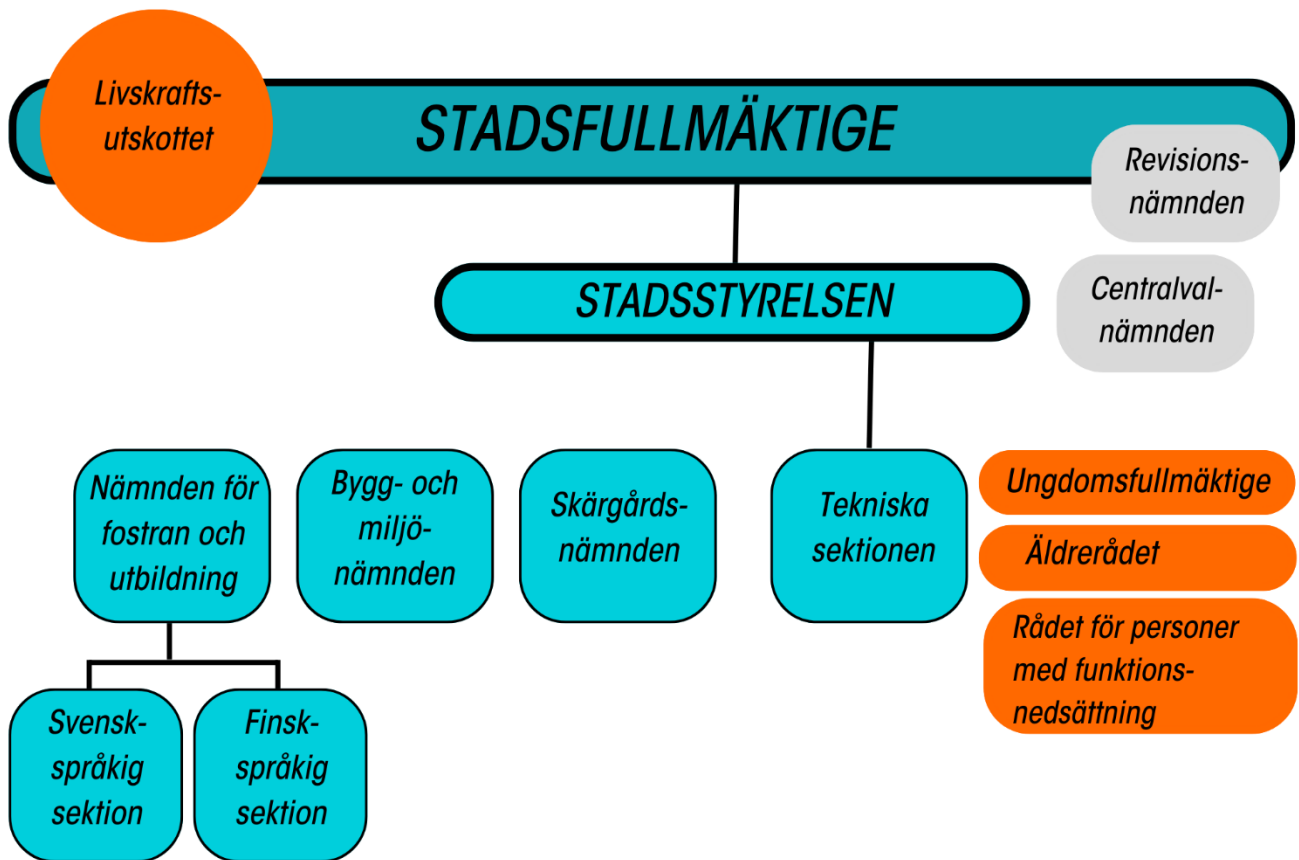 Livskrafts-
utskottet
STADSFULLMÄKTIGE
Revisions-
nämnden
STADSSTYRELSEN
Centralval-
nämnden
Nämnden för
fostran och
utbildning
Bygg- och
miljö-
nämnden
Skärgårds-
nämnden
Tekniska
sektionen
Ungdomsfullmäktige
Äldrerådet
Rådet för personer
med funktions-
nedsättning
Svensk-
språkig
sektion
Finsk-
språkig
sektion